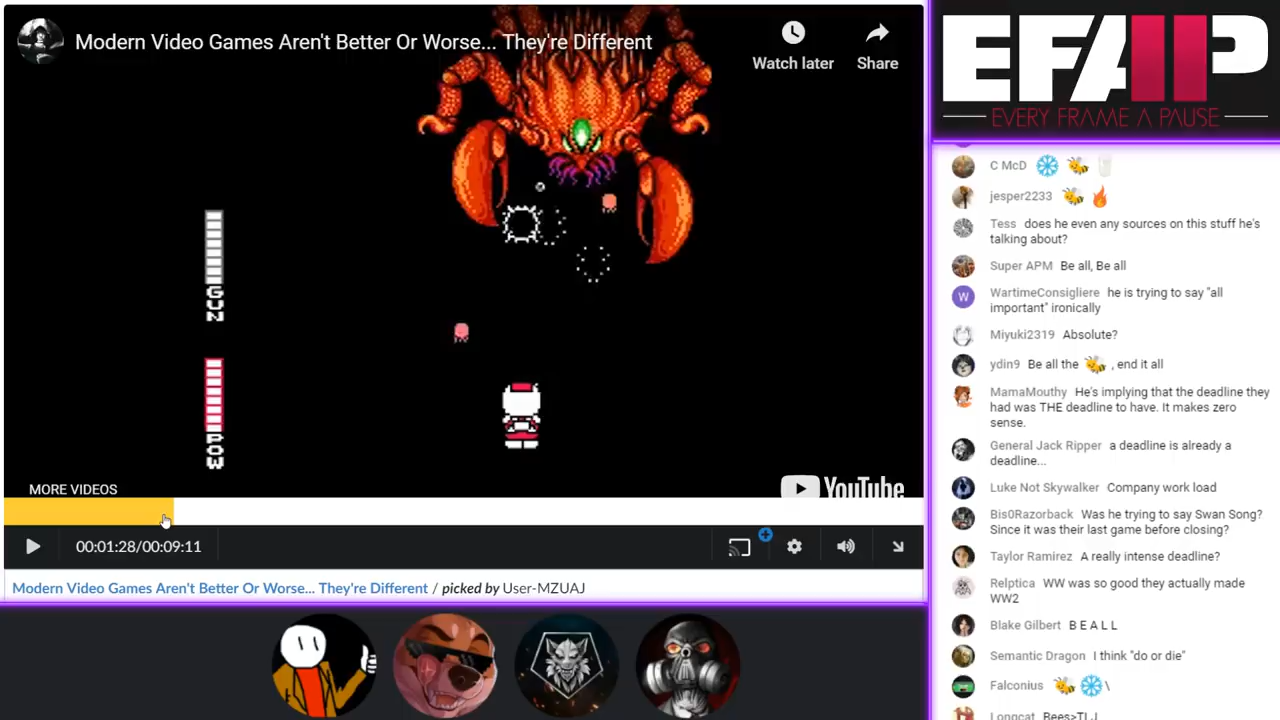 Modern Video Games Aren't Better Or Worse... They're Different
Watch later
Share
GUN
POW
MORE VIDEOS
YouTube
00:01:28/00:09:11
Modern Video Games Aren't Better Or Worse... They're Different / picked by User-MZUAJ
EFAP
EVERY FRAME A PAUSE
C McD
jesper2233
Tess does he even any sources on this stuff he's
talking about?
Super APM Be all, Be all
W
WartimeConsigliere he is trying to say "all
important" ironically
Miyuki2319 Absolute?
ydin9 Be all the 🐝 , end it all
MamaMouthy He's implying that the deadline they
had was THE deadline to have. It makes zero
sense.
General Jack Ripper a deadline is already a
deadline...
Luke Not Skywalker Company work load
Bis0Razorback Was he trying to say Swan Song?
Since it was their last game before closing?
Taylor Ramirez A really intense deadline?
Relptica WW was so good they actually made
WW2
Blake Gilbert B E A L L
Semantic Dragon I think "do or die"
Falconius 🐝 ❄️ \
Longcat Bees>TLJ